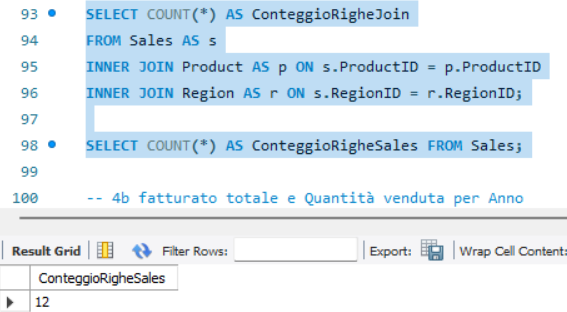 93 SELECT COUNT(*) AS ConteggioRigheJoin
94 FROM Sales AS s
95 INNER JOIN Product AS p ON s.ProductID = p.ProductID
96 INNER JOIN Region AS r ON s.RegionID = r.RegionID;
97
98 SELECT COUNT(*) AS ConteggioRigheSales FROM Sales;
99
100 -- 4b fatturato totale e Quantità venduta per Anno
Result Grid Filter Rows: Export: Wrap Cell Content:
ConteggioRigheSales
12